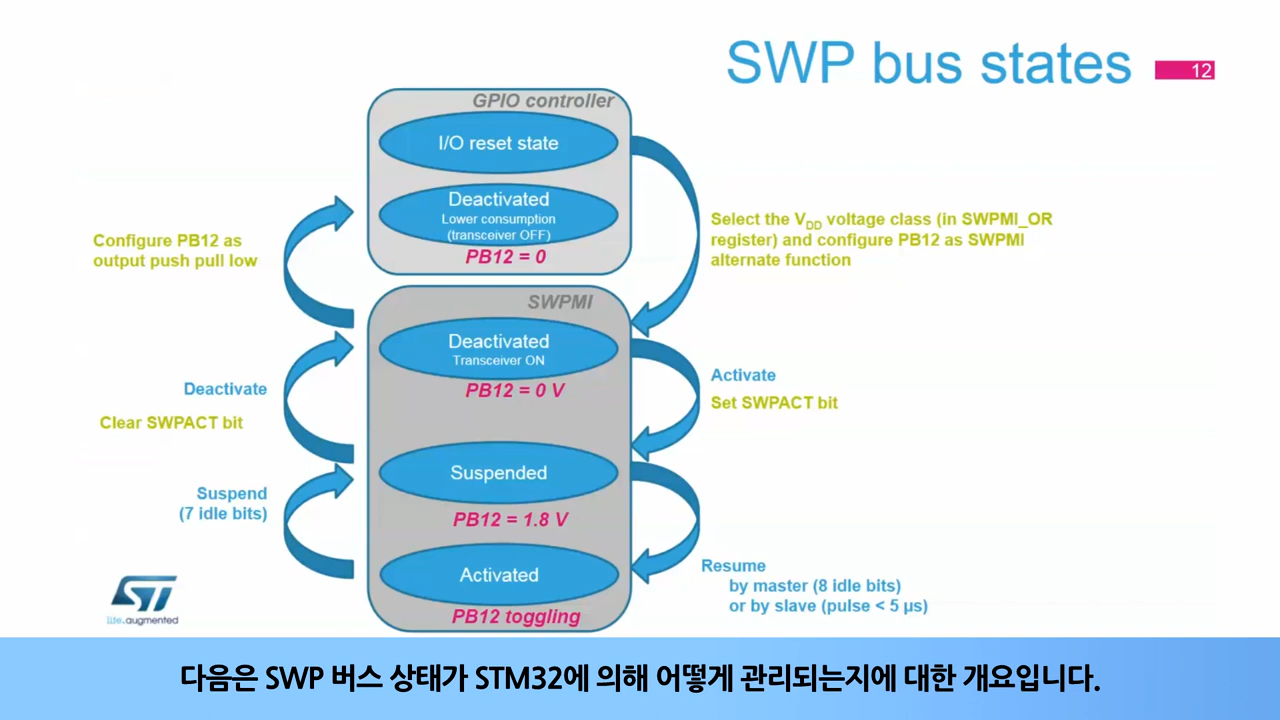 SWP bus states
12
GPIO controller
I/O reset state
Deactivated
Lower consumption
(transceiver OFF)
PB12 = 0
Configure PB12 as
output push pull low
Select the VDD voltage class (in SWPMI_OR
register) and configure PB12 as SWPMI
alternate function
SWPMI
Deactivated
Transceiver ON
PB12 = 0 V
Deactivate
Clear SWPACT bit
Activate
Set SWPACT bit
Suspended
PB12 = 1.8 V
Suspend
(7 idle bits)
Activated
PB12 toggling
Resume
by master (8 idle bits)
or by slave (pulse < 5 µs)
ST
life.augmented
다음은 SWP 버스 상태가 STM32에 의해 어떻게 관리되는지에 대한 개요입니다.